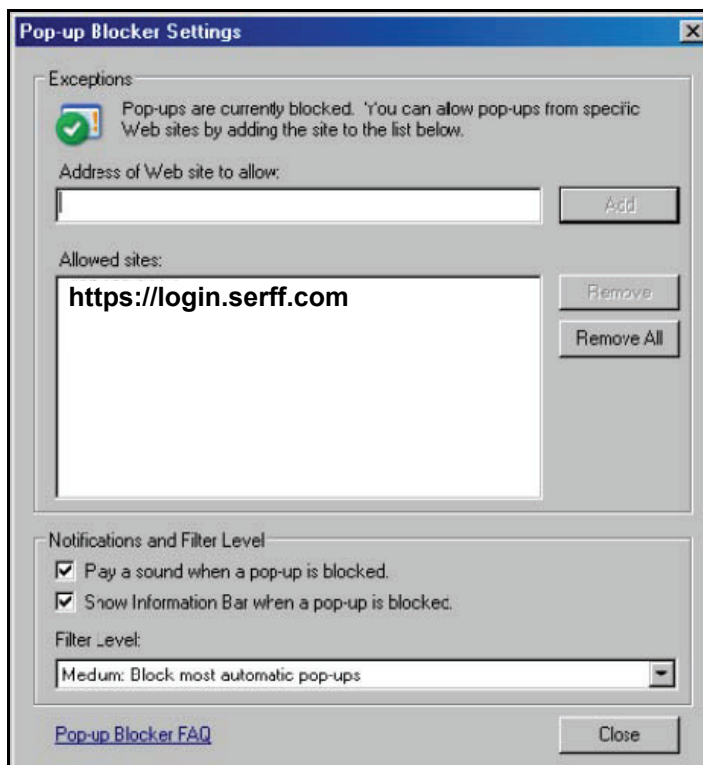 Pop-up Blocker Settings
Exceptions
Pop-ups are currently blocked. You can allow pop-ups from specific
Web sites by adding the site to the list below.
Address of Web site to allow:
Add
Allowed sites:
https://login.serff.com
Remove
Remove All
Notifications and Filter Level
Pay a sound when a pop-up is blocked.
Show Information Bar when a pop-up is blocked.
Filter Level:
Medum: Block most automatic pop-ups
Pop-up Blocker FAQ
Close